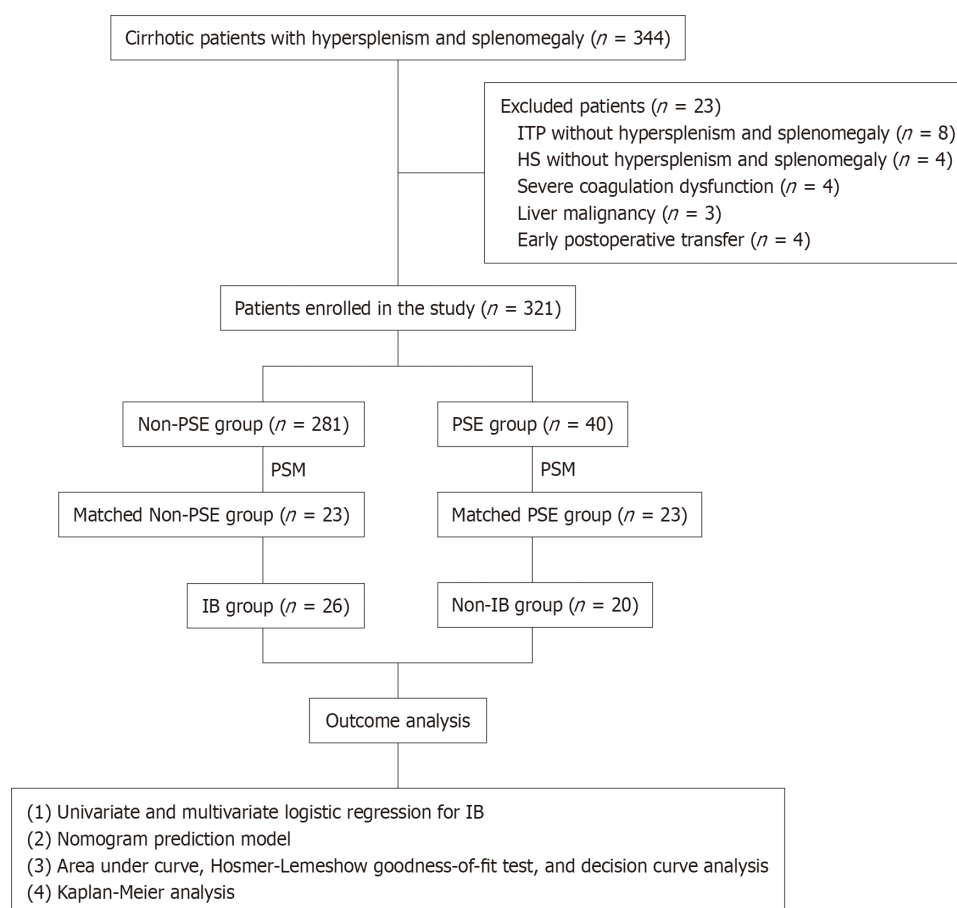 Cirrhotic patients with hypersplenism and splenomegaly (n = 344)
Excluded patients (n = 23)
ITP without hypersplenism and splenomegaly (n = 8)
HS without hypersplenism and splenomegaly (n = 4)
Severe coagulation dysfunction (n = 4)
Liver malignancy (n = 3)
Early postoperative transfer (n = 4)
Patients enrolled in the study (n = 321)
Non-PSE group (n = 281)
PSE group (n = 40)
PSM
PSM
Matched Non-PSE group (n = 23)
Matched PSE group (n = 23)
IB group (n = 26)
Non-IB group (n = 20)
Outcome analysis
(1) Univariate and multivariate logistic regression for IB
(2) Nomogram prediction model
(3) Area under curve, Hosmer-Lemeshow goodness-of-fit test, and decision curve analysis
(4) Kaplan-Meier analysis